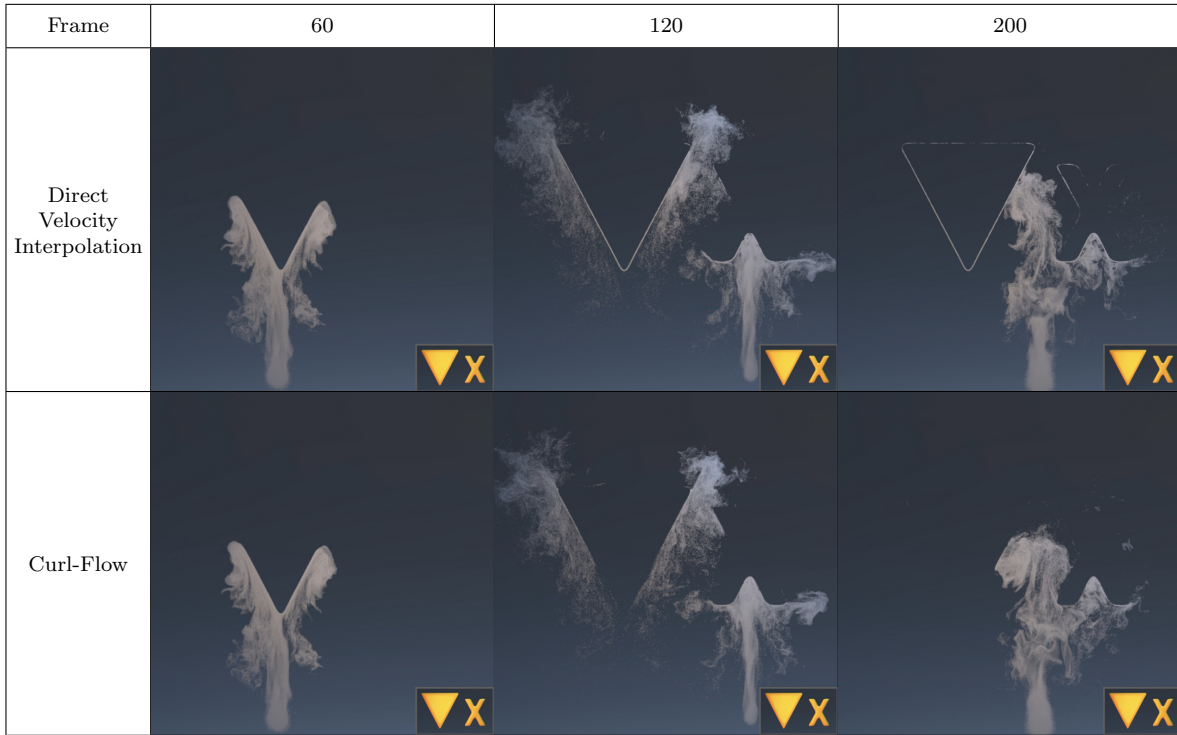 Frame
60
120
200
Direct
Velocity
Interpolation
Curl-Flow